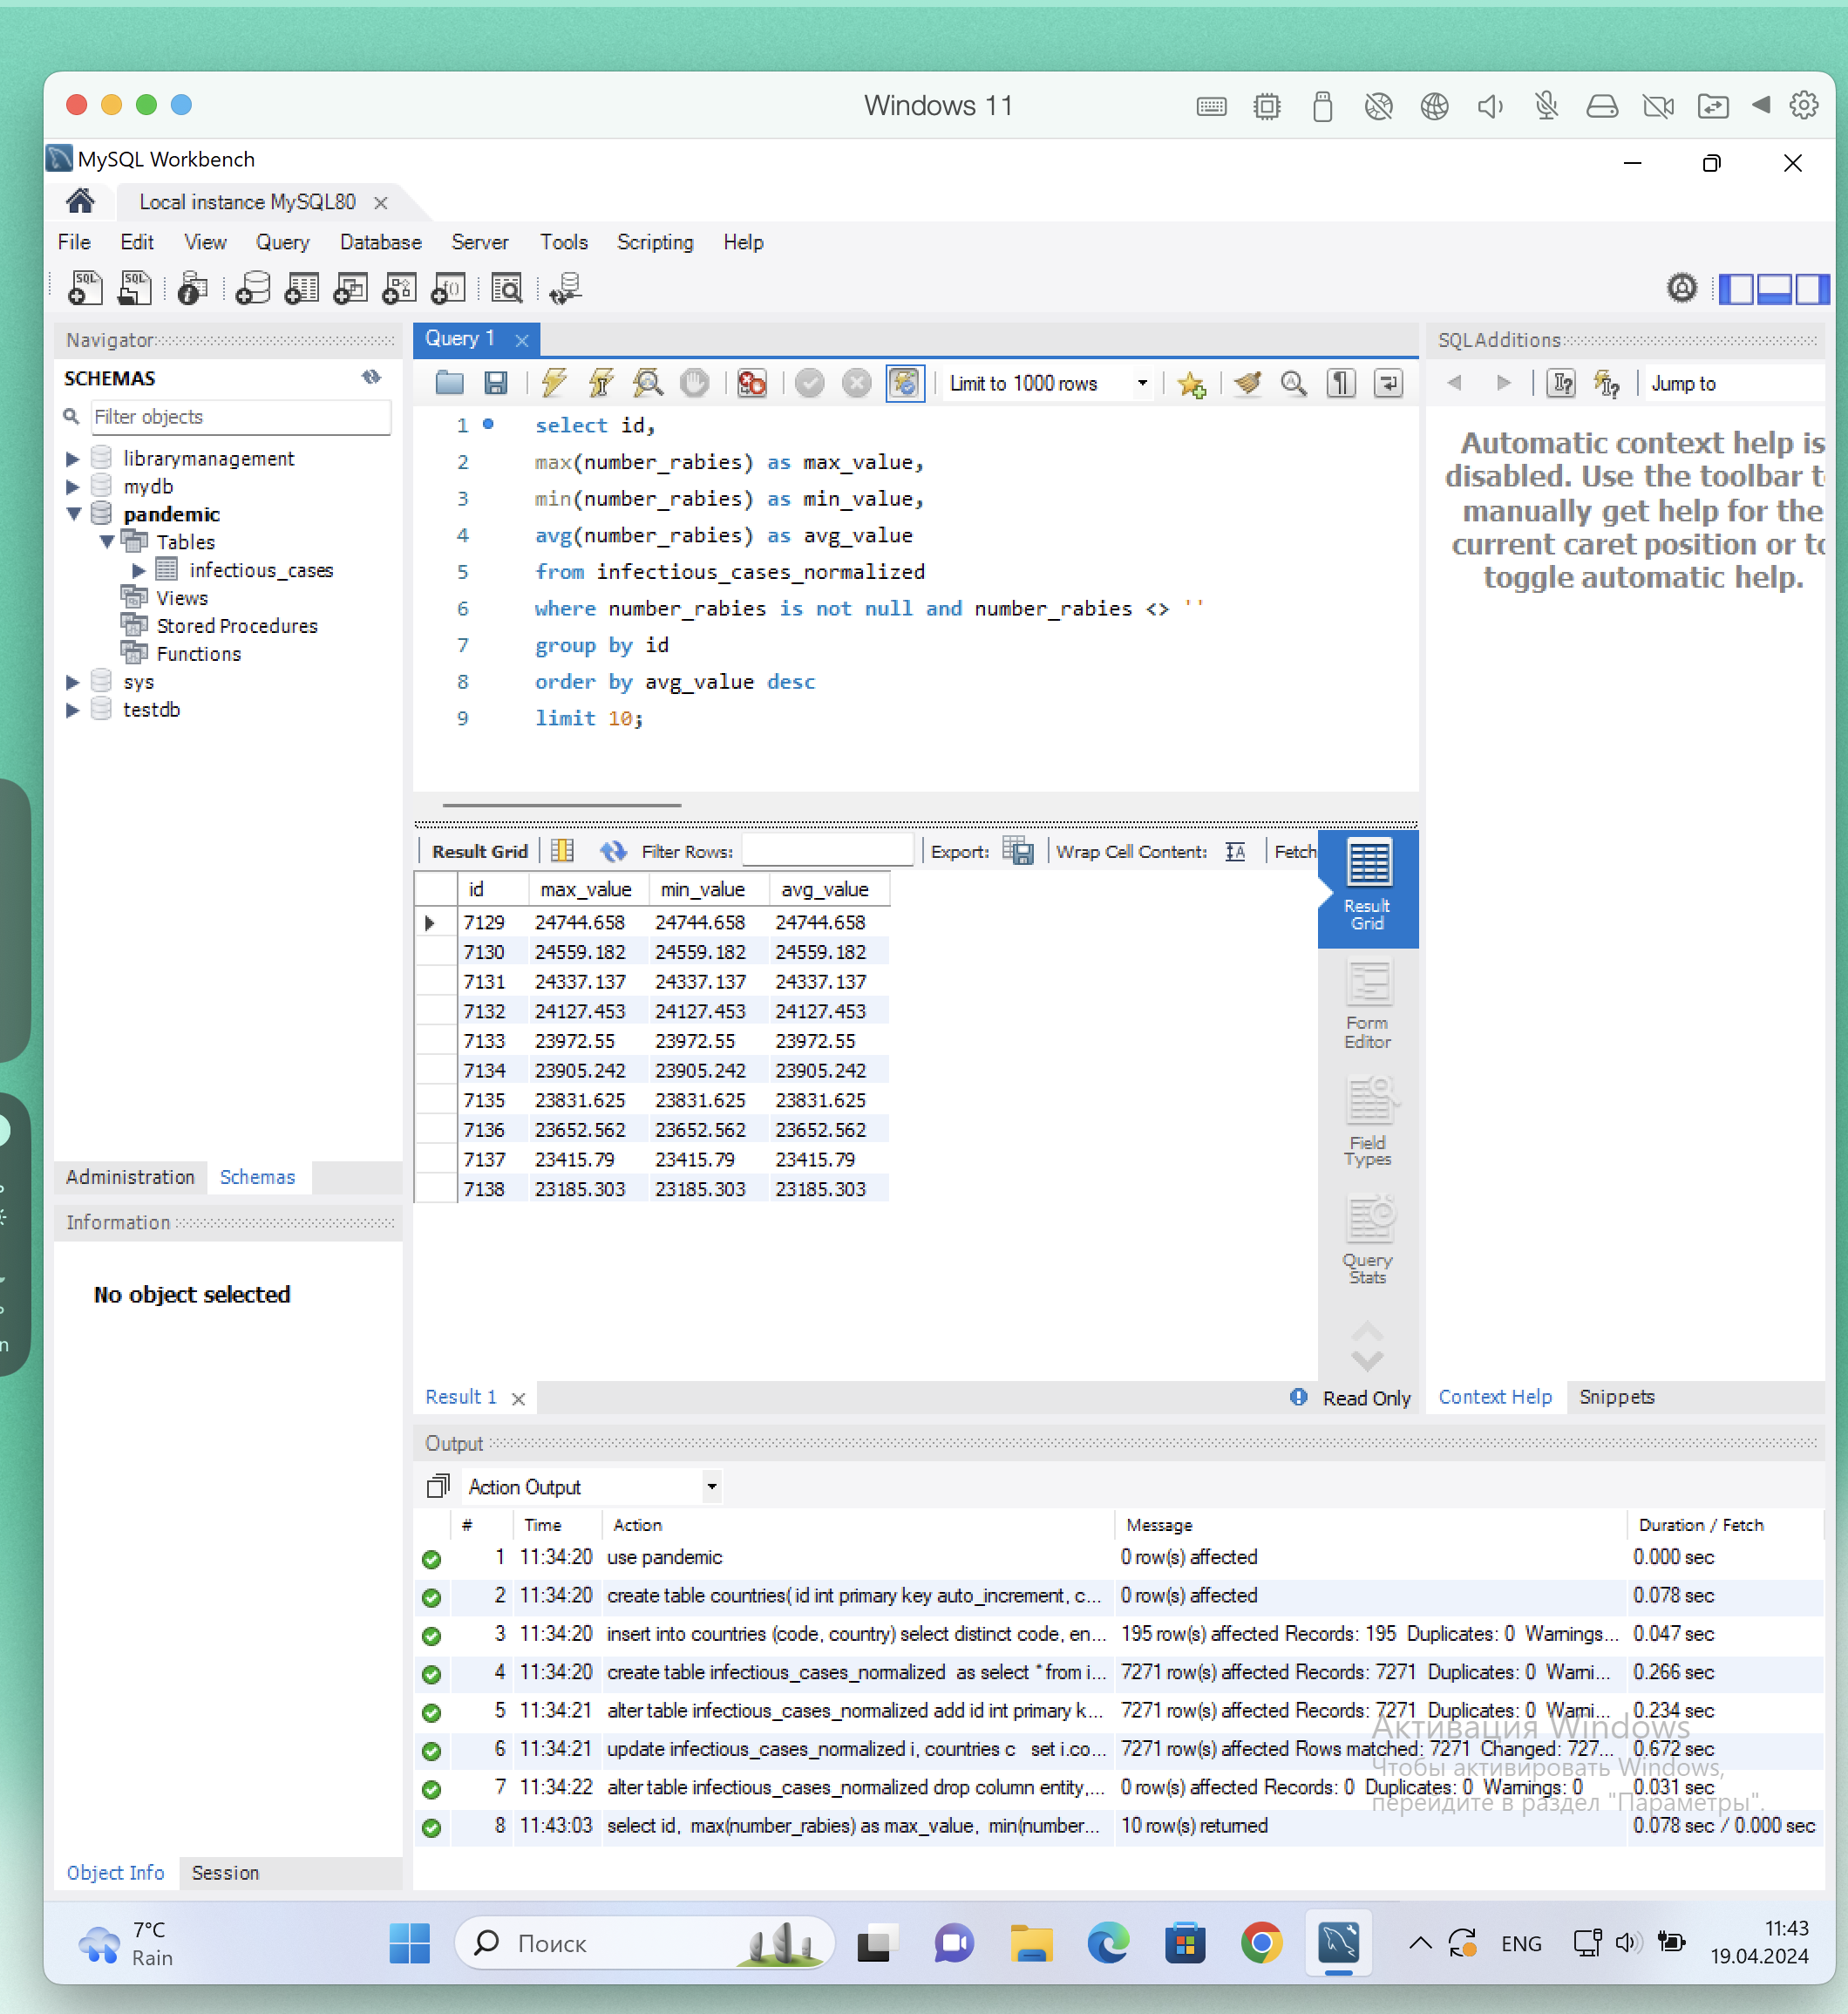 Windows 11
MySQL Workbench
Local instance MySQL80
File Edit View Query Database Server Tools Scripting Help
Navigator
SCHEMAS
Filter objects
librarymanagement
mydb
pandemic
Tables
infectious_cases
Views
Stored Procedures
Functions
sys
testdb
Administration Schemas
Information
No object selected
Object Info Session
Query 1
Limit to 1000 rows
1 select id,
2 max(number_rabies) as max_value,
3 min(number_rabies) as min_value,
4 avg(number_rabies) as avg_value
5 from infectious_cases_normalized
6 where number_rabies is not null and number_rabies <> ''
7 group by id
8 order by avg_value desc
9 limit 10;
Result Grid Filter Rows: Export: Wrap Cell Content: Fetch
id max_value min_value avg_value
7129 24744.658 24744.658 24744.658
7130 24559.182 24559.182 24559.182
7131 24337.137 24337.137 24337.137
7132 24127.453 24127.453 24127.453
7133 23972.55 23972.55 23972.55
7134 23905.242 23905.242 23905.242
7135 23831.625 23831.625 23831.625
7136 23652.562 23652.562 23652.562
7137 23415.79 23415.79 23415.79
7138 23185.303 23185.303 23185.303
Result
Grid
Form
Editor
Field
Types
Query
Stats
Result 1
Read Only
SQLAdditions
Jump to
Automatic context help is
disabled. Use the toolbar t
manually get help for the
current caret position or to
toggle automatic help.
Context Help Snippets
Output
Action Output
# Time Action Message Duration / Fetch
1 11:34:20 use pandemic 0 row(s) affected 0.000 sec
2 11:34:20 create table countries( id int primary key auto_increment, c... 0 row(s) affected 0.078 sec
3 11:34:20 insert into countries (code, country) select distinct code, en... 195 row(s) affected Records: 195 Duplicates: 0 Warnings... 0.047 sec
4 11:34:20 create table infectious_cases_normalized as select * from i... 7271 row(s) affected Records: 7271 Duplicates: 0 Warni... 0.266 sec
5 11:34:21 alter table infectious_cases_normalized add id int primary k... 7271 row(s) affected Records: 7271 Duplicates: 0 Warni... 0.234 sec
6 11:34:21 update infectious_cases_normalized i, countries c set i.co... 7271 row(s) affected Rows matched: 7271 Changed: 727... 0.672 sec
7 11:34:22 alter table infectious_cases_normalized drop column entity,... 0 row(s) affected Records: 0 Duplicates: 0 Warnings: 0 0.031 sec
8 11:43:03 select id, max(number_rabies) as max_value, min(number... 10 row(s) returned 0.078 sec / 0.000 sec
Активация Windows
Чтобы активировать Windows,
перейдите в раздел "Параметры".
7°C
Rain
Поиск
ENG
11:43
19.04.2024